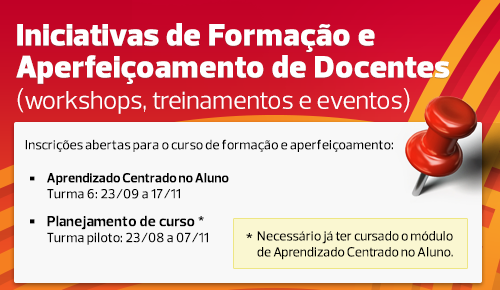 Iniciativas de Formação e
Aperfeiçoamento de Docentes
(workshops, treinamentos e eventos)
Inscrições abertas para o curso de formação e aperfeiçoamento:
▪ Aprendizado Centrado no Aluno
Turma 6: 23/09 a 17/11
▪ Planejamento de curso *
Turma piloto: 23/08 a 07/11
* Necessário já ter cursado o módulo
de Aprendizado Centrado no Aluno.